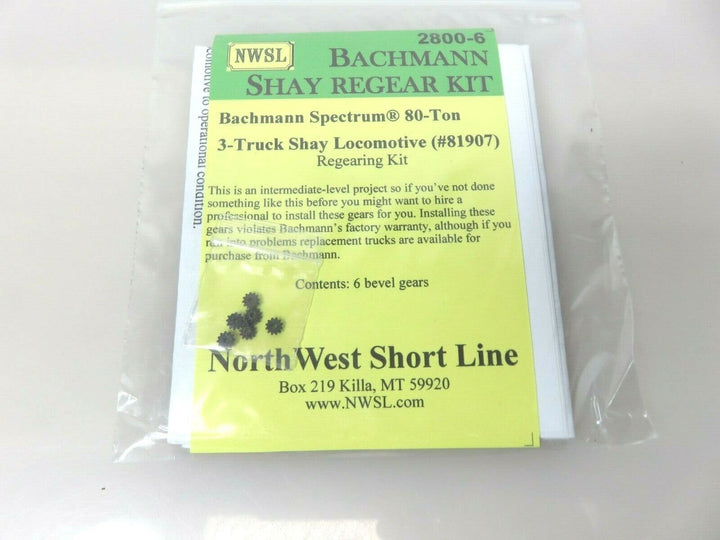 2800-6
NWSL
BACHMANN
SHAY REGEAR KIT
Bachmann Spectrum® 80-Ton
3-Truck Shay Locomotive (#81907)
Regearing Kit
This is an intermediate-level project so if you've not done
something like this before you might want to hire a
professional to install these gears for you. Installing these
gears violates Bachmann's factory warranty, although if you
run into problems replacement trucks are available for
purchase from Bachmann.
Contents: 6 bevel gears
NorthWest Short Line
Box 219 Killa, MT 59920
www.NWSL.com
to operational condition.